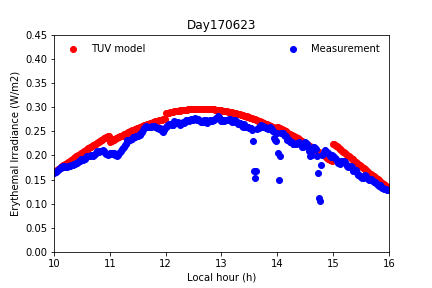 Day170623
TUV model
Measurement
Erythemal Irradiance (W/m2)
0.45
0.40
0.35
0.30
0.25
0.20
0.15
0.10
0.05
0.00
10 11 12 13 14 15 16
Local hour (h)